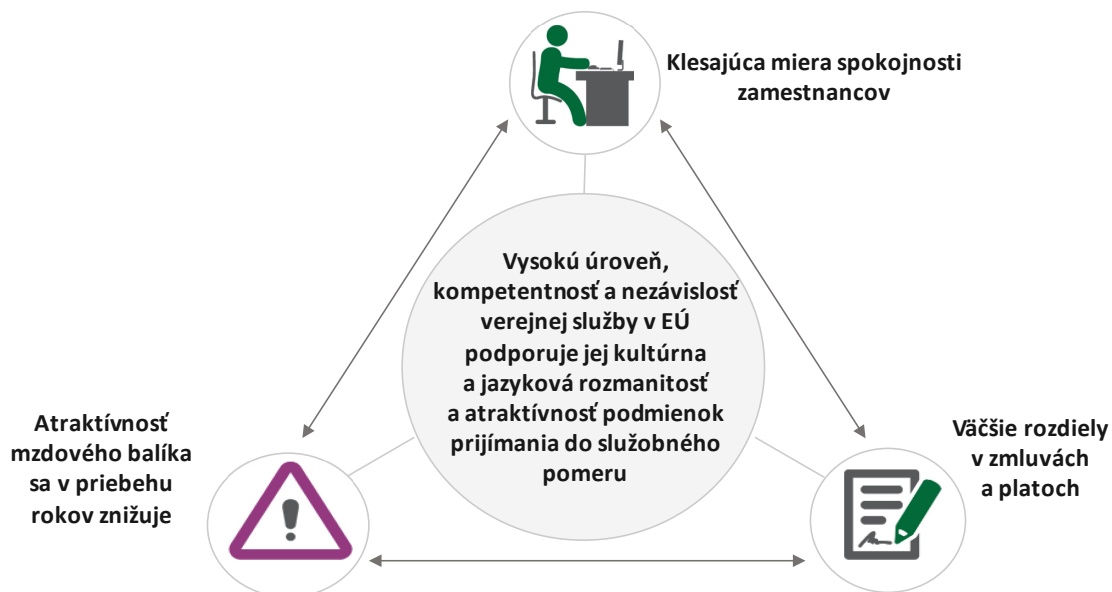 Klesajúca miera spokojnosti
zamestnancov
Vysokú úroveň,
kompetentnosť a nezávislosť
verejnej služby v EÚ
podporuje jej kultúrna
a jazyková rozmanitosť
a atraktívnosť podmienok
prijímania do služobného
pomeru
Atraktívnosť
mzdového balíka
sa v priebehu
rokov znižuje
Väčšie rozdiely
v zmluvách
a platoch